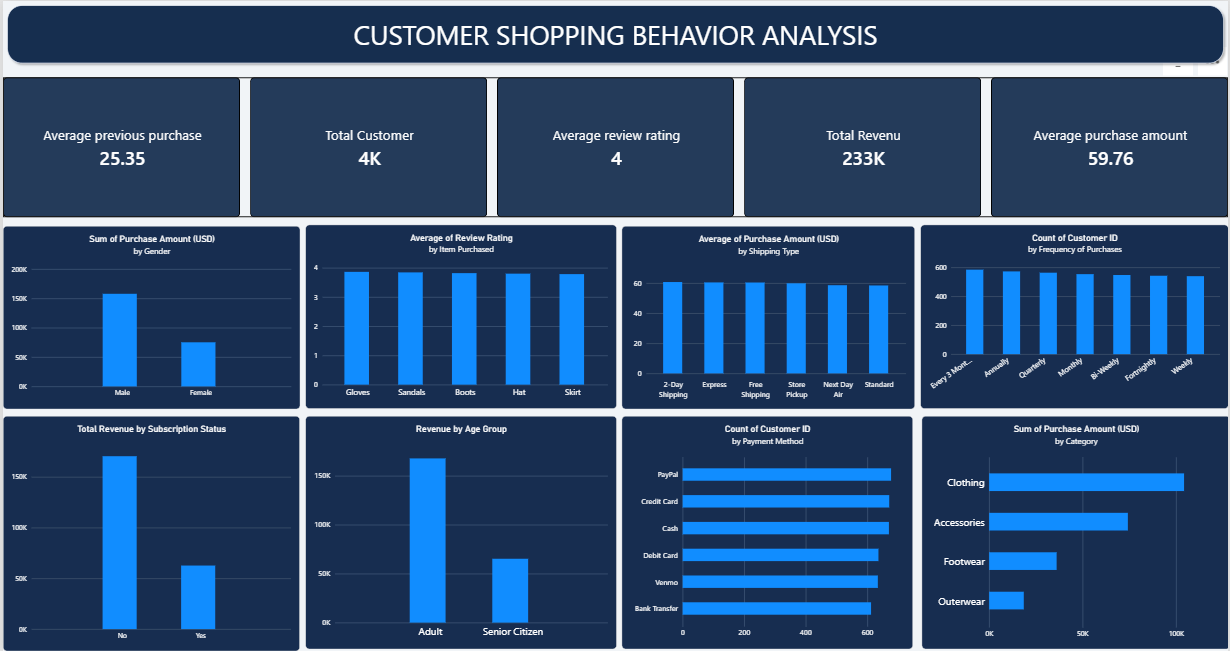 CUSTOMER SHOPPING BEHAVIOR ANALYSIS
Average previous purchase
25.35
Total Customer
4K
Average review rating
4
Total Revenu
233K
Average purchase amount
59.76
Sum of Purchase Amount (USD)
by Gender
200K
150K
100K
50K
0K
Male
Female
Average of Review Rating
by Item Purchased
4
3
2
1
0
Gloves
Sandals
Boots
Hat
Skirt
Average of Purchase Amount (USD)
by Shipping Type
60
40
20
0
2-Day
Shipping
Express
Free
Shipping
Store
Pickup
Next Day
Air
Standard
Count of Customer ID
by Frequency of Purchases
600
400
200
0
Every 3 Mont...
Annually
Quarterly
Monthly
Bi-Weekly
Fortnightly
Weekly
Total Revenue by Subscription Status
150K
100K
50K
0K
No
Yes
Revenue by Age Group
150K
100K
50K
0K
Adult
Senior Citizen
Count of Customer ID
by Payment Method
PayPal
Credit Card
Cash
Debit Card
Venmo
Bank Transfer
0
200
400
600
Sum of Purchase Amount (USD)
by Category
Clothing
Accessories
Footwear
Outerwear
0K
50K
100K